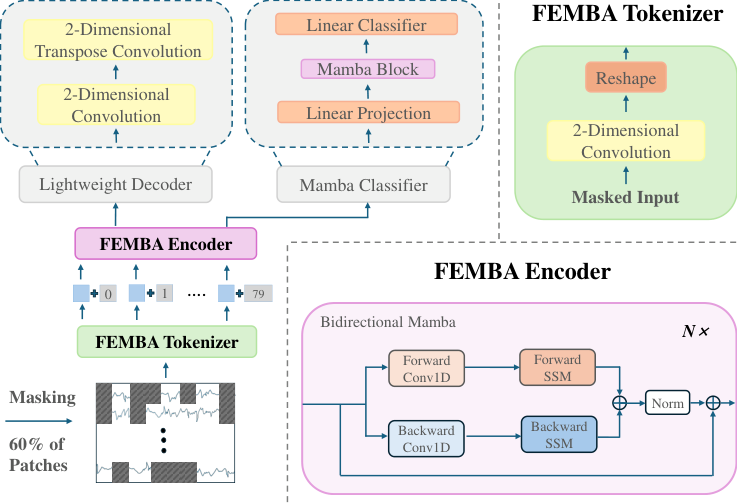 2-Dimensional
Transpose Convolution
2-Dimensional
Convolution
Lightweight Decoder
Linear Classifier
Mamba Block
Linear Projection
Mamba Classifier
FEMBA Encoder
0
1
....
79
FEMBA Tokenizer
Masking
60% of
Patches
FEMBA Tokenizer
Reshape
2-Dimensional
Convolution
Masked Input
FEMBA Encoder
Bidirectional Mamba
N×
Forward
Conv1D
Forward
SSM
Backward
Conv1D
Backward
SSM
Norm